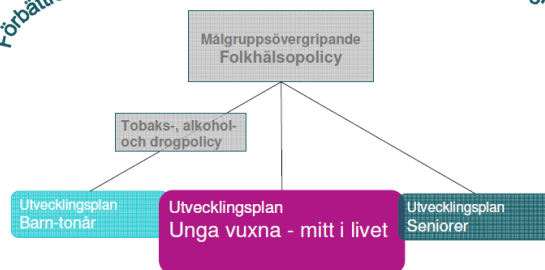 Målgruppsövergripande
Folkhälsopolicy
Tobaks-, alkohol-
och drogpolicy
Utvecklingsplan
Barn-tonår
Utvecklingsplan
Unga vuxna - mitt i livet
Utvecklingsplan
Seniorer